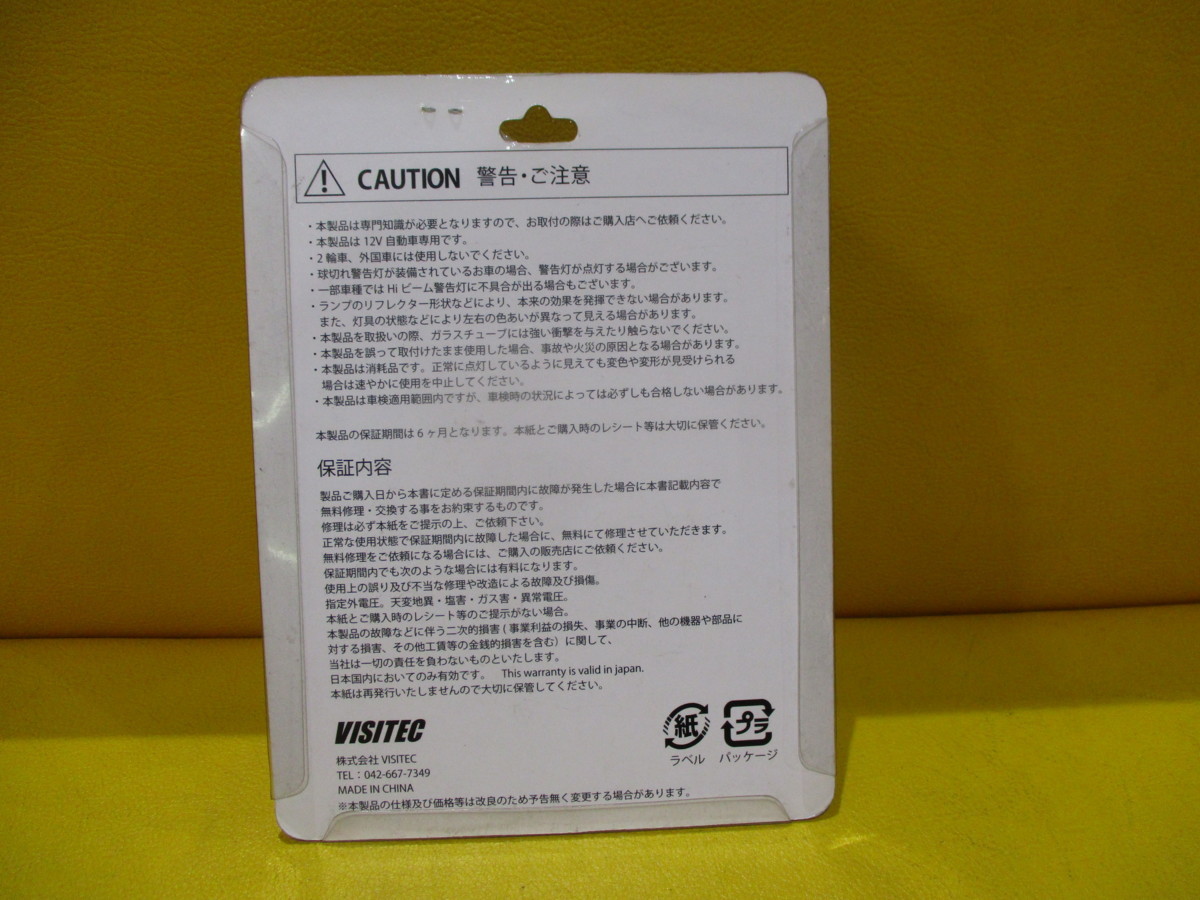 CAUTION 警告・ご注意
・本製品は専門知識が必要となりますので、お取付の際はご購入店へご依頼ください。
・本製品は 12V 自動車専用です。
・2 輪車、外国車には使用しないでください。
・球切れ警告灯が装備されているお車の場合、警告灯が点灯する場合がございます。
・一部車種では Hi ビーム警告灯に不具合が出る場合もございます。
・ランプのリフレクター形状などにより、本来の効果を発揮できない場合があります。
また、灯具の状態などにより左右の色あいが異なって見える場合があります。
・本製品を取扱いの際、ガラスチューブには強い衝撃を与えたり触らないでください。
・本製品を誤って取付けたまま使用した場合、事故や火災の原因となる場合があります。
・本製品は消耗品です。正常に点灯しているように見えても変色や変形が見受けられる
場合は速やかに使用を中止してください。
・本製品は車検適用範囲内ですが、車検時の状況によっては必ずしも合格しない場合があります。
本製品の保証期間は 6 ヶ月となります。本紙とご購入時のレシート等は大切に保管ください。
保証内容
製品ご購入日から本書に定める保証期間内に故障が発生した場合に本書記載内容で
無料修理・交換する事をお約束するものです。
修理は必ず本紙をご提示の上、ご依頼下さい。
正常な使用状態で保証期間内に故障した場合に、無料にて修理させていただきます。
無料修理をご依頼になる場合には、ご購入の販売店にご依頼ください。
保証期間内でも次のような場合には有料になります。
使用上の誤り及び不当な修理や改造による故障及び損傷。
指定外電圧。天変地異・塩害・ガス害・異常電圧。
本紙とご購入時のレシート等のご提示がない場合。
本製品の故障などに伴う二次的損害 ( 事業利益の損失、事業の中断、他の機器や部品に
対する損害、その他工賃等の金銭的損害を含む）に関して、
当社は一切の責任を負わないものといたします。
日本国内においてのみ有効です。 This warranty is valid in japan.
本紙は再発行いたしませんので大切に保管してください。
VISITEC
株式会社 VISITEC
TEL：042-667-7349
MADE IN CHINA
※本製品の仕様及び価格等は改良のため予告無く変更する場合があります。
紙 プラ
ラベル パッケージ